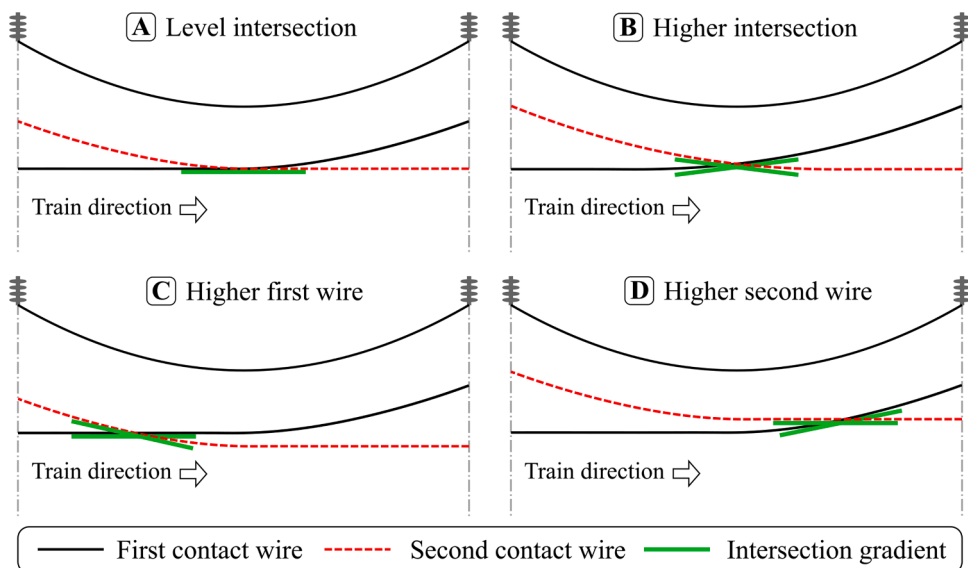 A Level intersection
B Higher intersection
Train direction
Train direction
C Higher first wire
D Higher second wire
Train direction
Train direction
First contact wire
Second contact wire
Intersection gradient